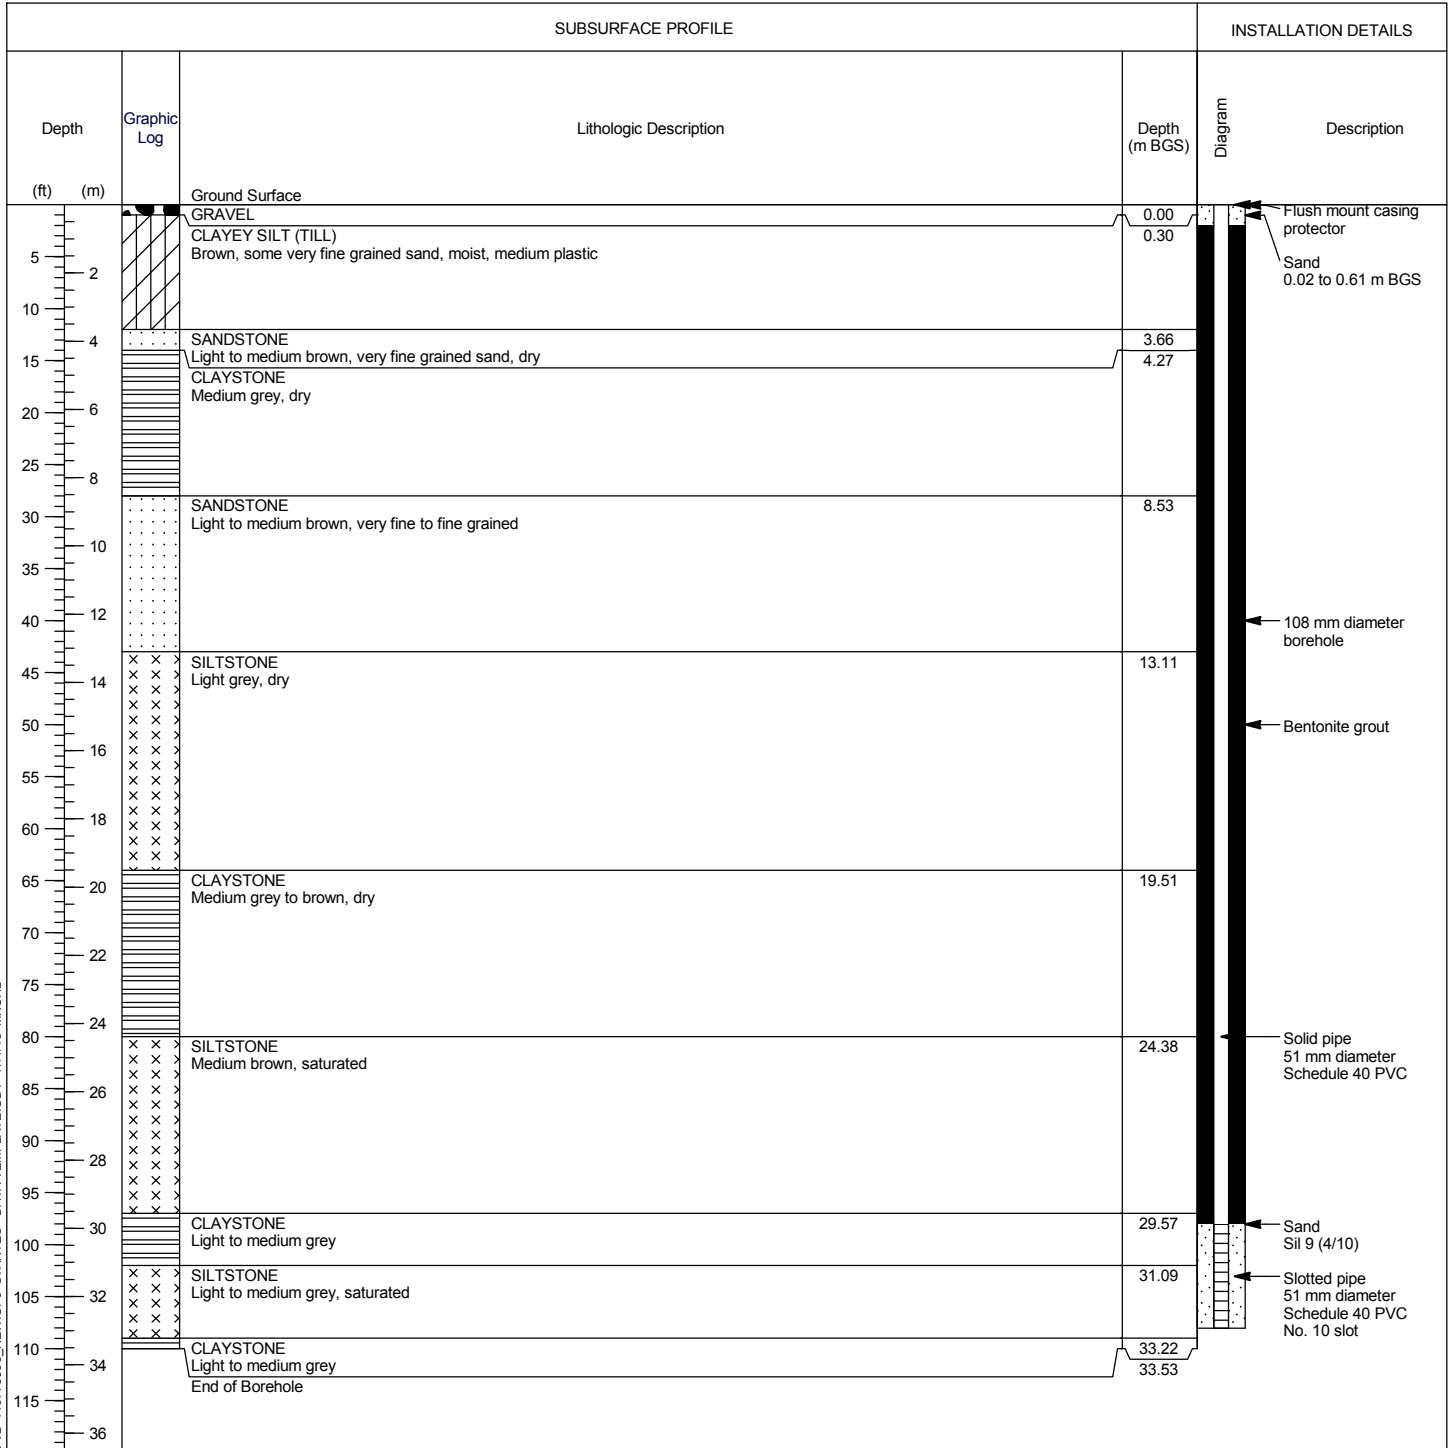 SUBSURFACE PROFILE
INSTALLATION DETAILS
Depth
Graphic
Log
Lithologic Description
Depth
(m BGS)
Diagram
Description
(ft)
(m)
Ground Surface
GRAVEL
0.00
Flush mount casing
protector
CLAYEY SILT (TILL)
0.30
Brown, some very fine grained sand, moist, medium plastic
5
2
Sand
0.02 to 0.61 m BGS
10
SANDSTONE
3.66
4
Light to medium brown, very fine grained sand, dry
4.27
15
CLAYSTONE
Medium grey, dry
20
6
25
8
SANDSTONE
8.53
30
Light to medium brown, very fine to fine grained
10
35
12
40
108 mm diameter
borehole
SILTSTONE
13.11
45
Light grey, dry
14
50
Bentonite grout
16
55
18
60
65
CLAYSTONE
19.51
20
Medium grey to brown, dry
70
22
75
24
80
Solid pipe
51 mm diameter
Schedule 40 PVC
SILTSTONE
24.38
Medium brown, saturated
85
26
90
28
95
CLAYSTONE
29.57
30
Sand
Sil 9 (4/10)
Light to medium grey
100
SILTSTONE
31.09
Slotted pipe
51 mm diameter
Schedule 40 PVC
No. 10 slot
Light to medium grey, saturated
105
32
110
CLAYSTONE
33.22
Light to medium grey
34
33.53
End of Borehole
115
36